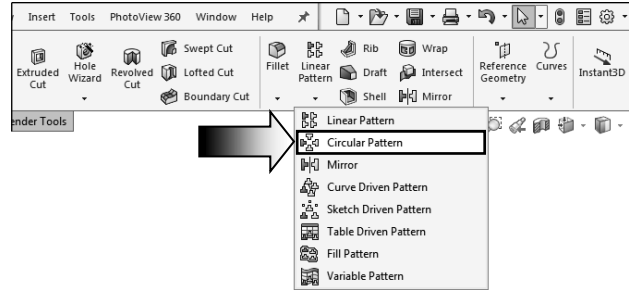 Insert Tools PhotoView 360 Window Help
Extruded Cut
Hole Wizard
Revolved Cut
Swept Cut
Lofted Cut
Boundary Cut
Fillet
Linear Pattern
Rib
Draft
Shell
Wrap
Intersect
Mirror
Reference Geometry
Curves
Instant3D
ender Tools
Linear Pattern
Circular Pattern
Mirror
Curve Driven Pattern
Sketch Driven Pattern
Table Driven Pattern
Fill Pattern
Variable Pattern